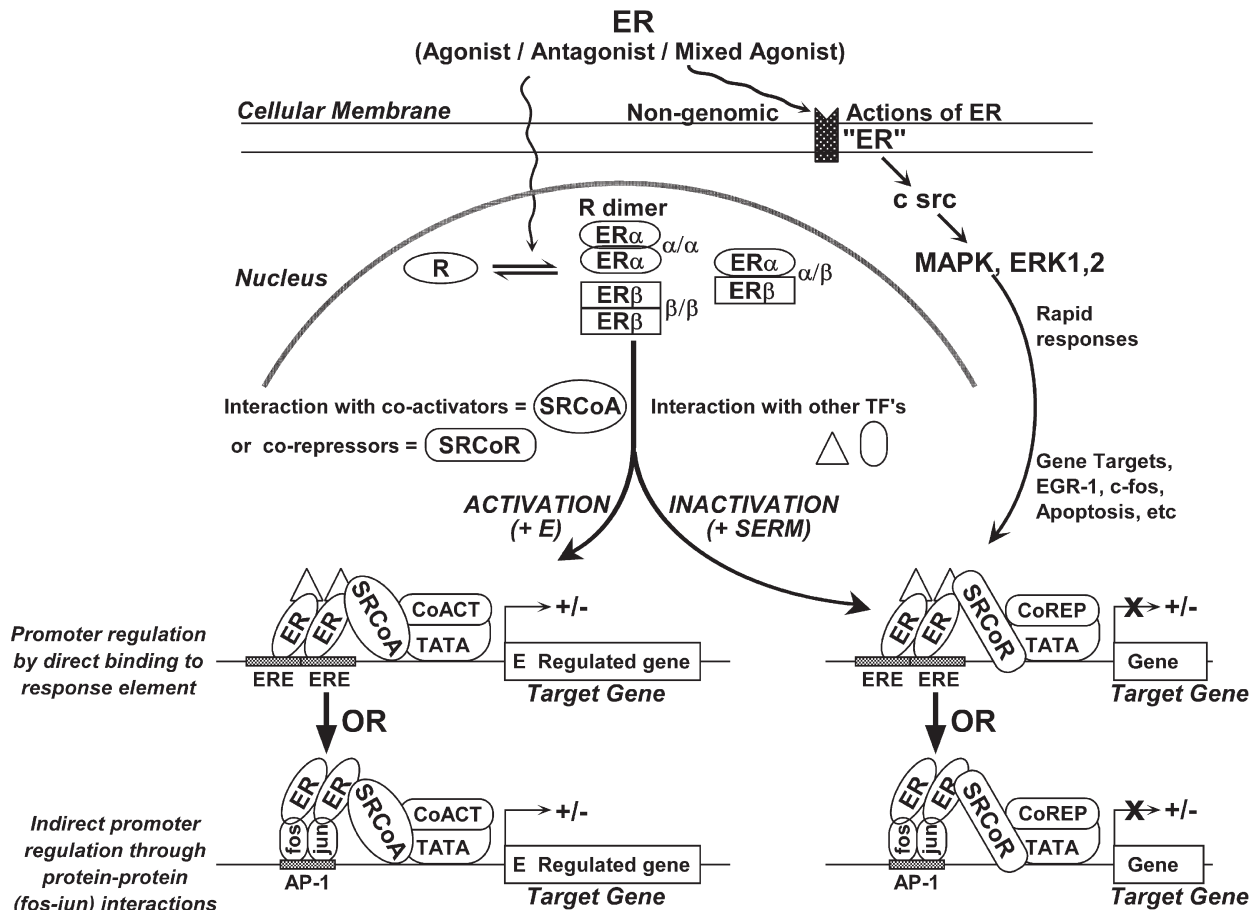 ER
(Agonist / Antagonist / Mixed Agonist)
Cellular Membrane
Non-genomic
Actions of ER
"ER"
c src
MAPK, ERK1,2
Rapid
responses
Gene Targets,
EGR-1, c-fos,
Apoptosis, etc
Nucleus
R
R dimer
ERα
ERα
α/α
ERβ
ERβ
β/β
ERα
ERβ
α/β
Interaction with co-activators = SRCoA
or co-repressors = SRCoR
Interaction with other TF's
ACTIVATION
(+ E)
INACTIVATION
(+ SERM)
Promoter regulation
by direct binding to
response element
ER
ER
SRCoA
CoACT
TATA
+/-
E Regulated gene
ERE
ERE
Target Gene
OR
ER
ER
SRCoR
CoREP
TATA
X
+/-
Gene
ERE
ERE
Target Gene
OR
Indirect promoter
regulation through
protein-protein
(fos-jun) interactions
ER
ER
fos
jun
SRCoA
CoACT
TATA
+/-
E Regulated gene
AP-1
Target Gene
ER
ER
fos
jun
SRCoR
CoREP
TATA
X
+/-
Gene
AP-1
Target Gene